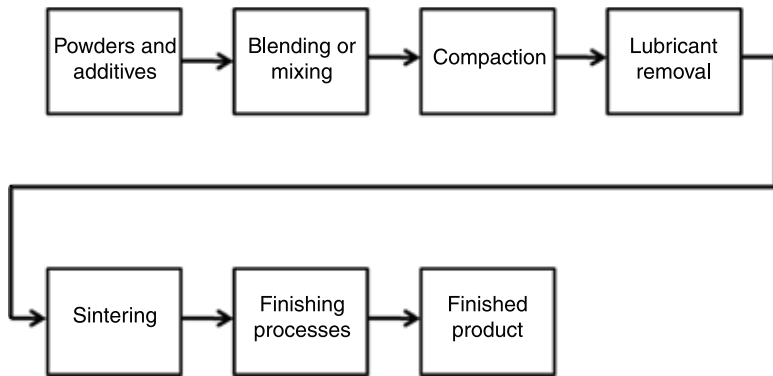 Powders and
additives
Blending or
mixing
Compaction
Lubricant
removal
Sintering
Finishing
processes
Finished
product